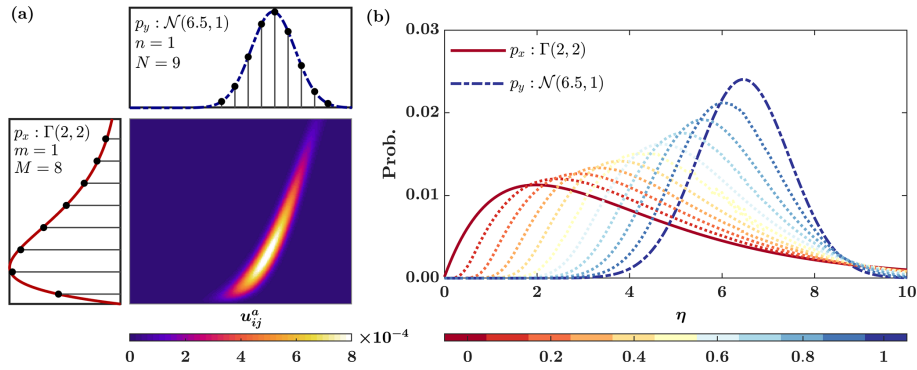 (a)
p_y : 𝒩(6.5, 1)
n = 1
N = 9
p_x : Γ(2, 2)
m = 1
M = 8
u^a_{ij}
×10⁻⁴
0 2 4 6 8
(b)
Prob.
0.03
0.02
0.01
0.00
p_x : Γ(2, 2)
p_y : 𝒩(6.5, 1)
0 2 4 6 8 10
η
0 0.2 0.4 0.6 0.8 1